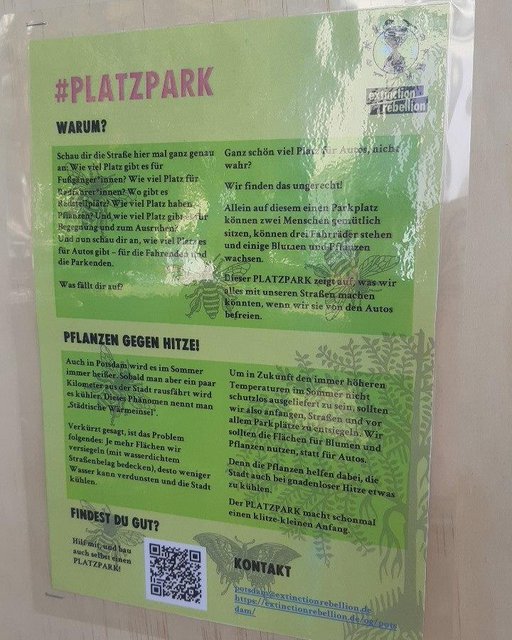 #PLATZPARK
extinction
rebellion
WARUM?
Schau dir die Straße hier mal ganz genau
an: Wie viel Platz gibt es für
Fußgänger*innen? Wie viel Platz für
Radfahrer*innen? Wo gibt es
Radstellplätze? Wie viel Platz haben
Pflanzen? Und wie viel Platz gibt es für
Begegnung und zum Ausruhen?
Und nun schau dir an, wie viel Platz es
für Autos gibt – für die Fahrenden und
die Parkenden.
Was fällt dir auf?
Ganz schön viel Platz für Autos, nicht
wahr?
Wir finden das ungerecht!
Allein auf diesem einen Parkplatz
können zwei Menschen gemütlich
sitzen, können drei Fahrräder stehen
und einige Blumen und Pflanzen
wachsen.
Dieser PLATZPARK zeigt auf, was wir
alles mit unseren Straßen machen
könnten, wenn wir sie von den Autos
befreien.
PFLANZEN GEGEN HITZE!
Auch in Potsdam wird es im Sommer
immer heißer. Sobald man aber ein paar
Kilometer aus der Stadt rausfährt wird
es kühler. Dieses Phänomen nennt man
„Städtische Wärmeinsel“.
Verkürzt gesagt, ist das Problem
folgendes: Je mehr Flächen wir
versiegeln (mit wasserdichtem
Straßenbelag bedecken), desto weniger
Wasser kann verdunsten und die Stadt
kühlen.
Um in Zukunft den immer höheren
Temperaturen im Sommer nicht
schutzlos ausgeliefert zu sein, sollten
wir also anfangen, Straßen und vor
allem Parkplätze zu entsiegeln. Wir
sollten die Flächen für Blumen und
Pflanzen nutzen, statt für Autos.
Denn die Pflanzen helfen dabei, die
Stadt auch bei gnadenloser Hitze etwas
zu kühlen.
Der PLATZPARK macht schonmal
einen klitze-kleinen Anfang.
FINDEST DU GUT?
Hilf mit, und bau
auch selbst einen
PLATZPARK!
KONTAKT
potsdam@extinctionrebellion.de
https://extinctionrebellion.de/og/pots
dam/